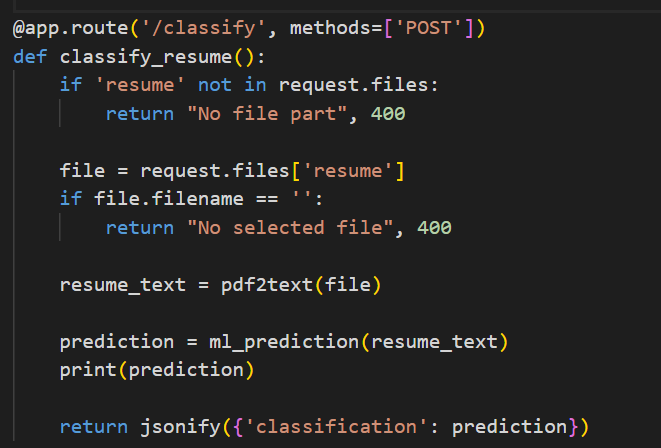 @app.route('/classify', methods=['POST'])
def classify_resume():
    if 'resume' not in request.files:
        return "No file part", 400
    file = request.files['resume']
    if file.filename == '':
        return "No selected file", 400
    resume_text = pdf2text(file)
    prediction = ml_prediction(resume_text)
    print(prediction)
    return jsonify({'classification': prediction})